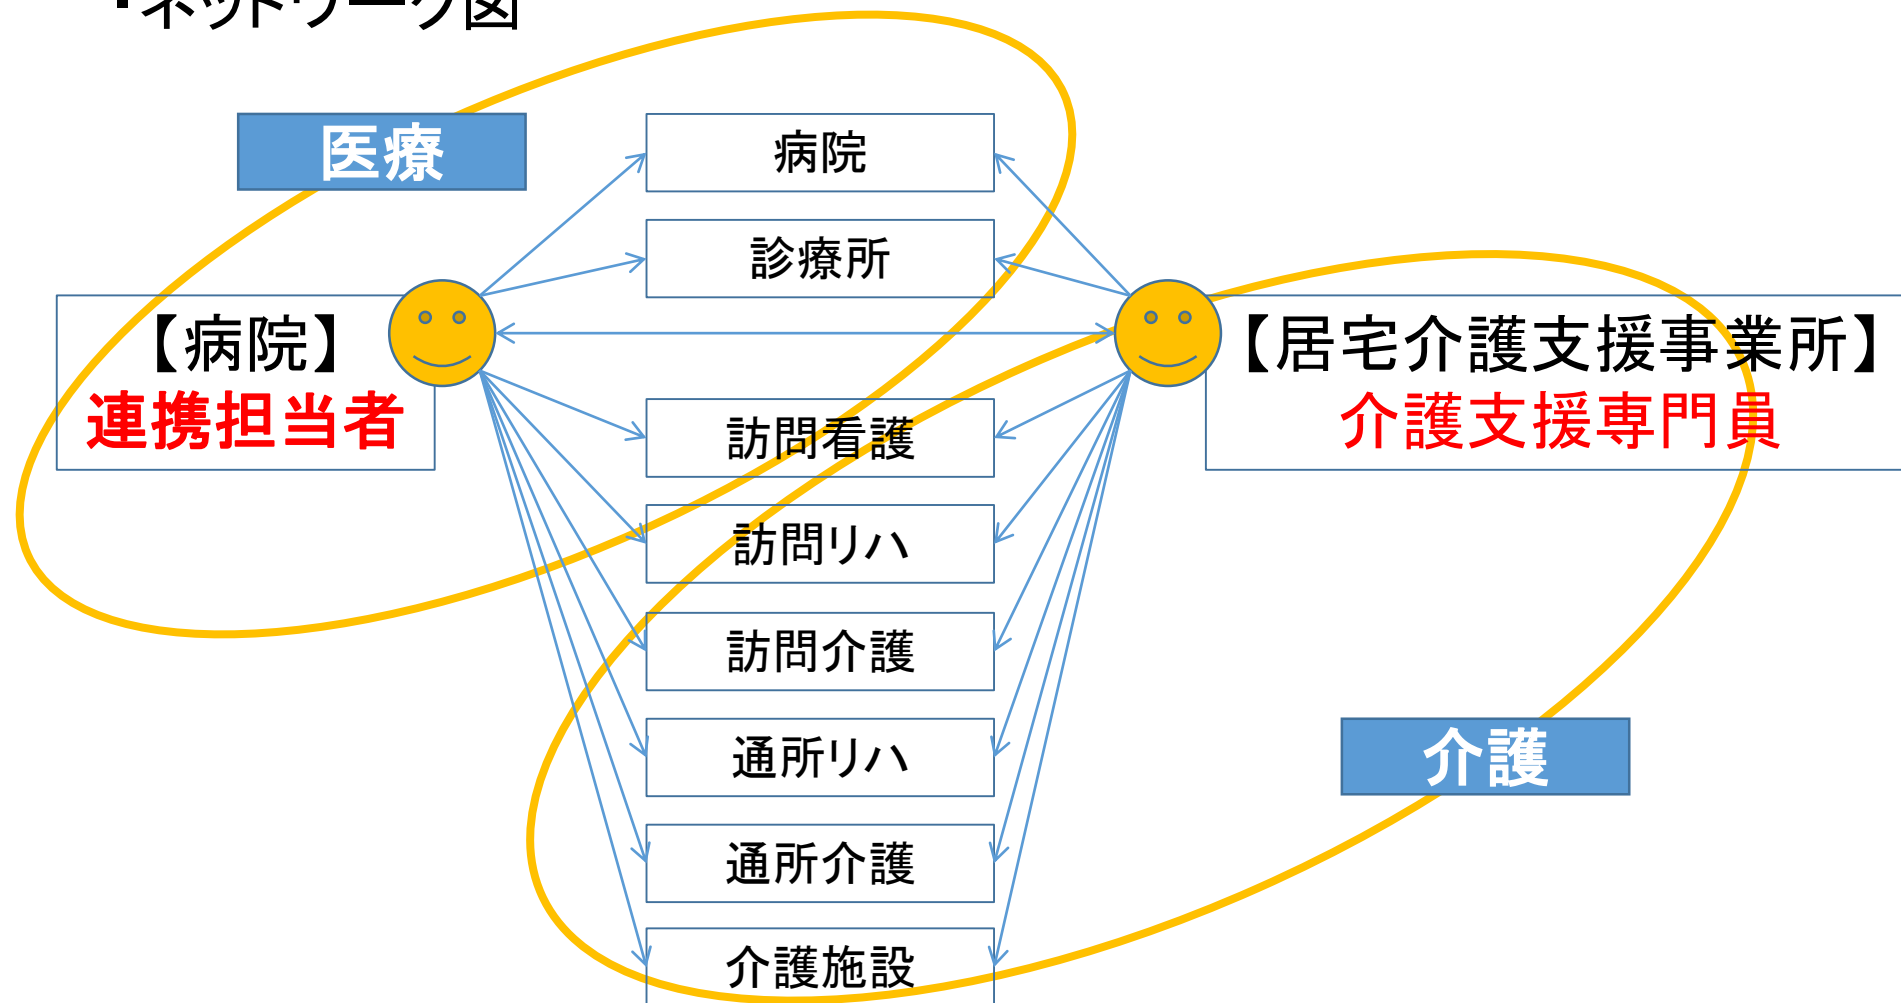 ・ネットワーク図
医療
病院
診療所
【病院】
連携担当者
【居宅介護支援事業所】
介護支援専門員
訪問看護
訪問リハ
訪問介護
通所リハ
介護
通所介護
介護施設